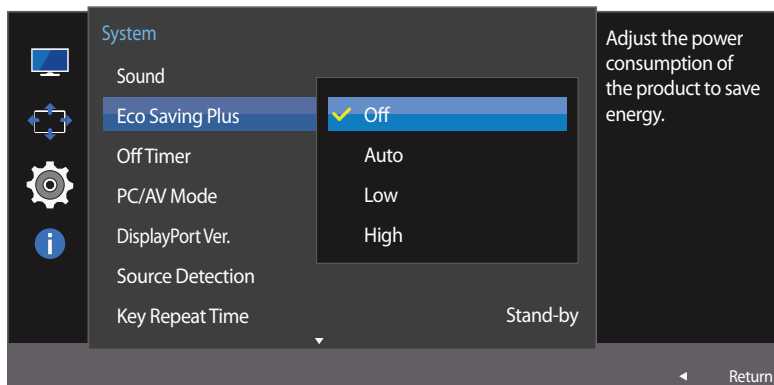 System
Sound
Eco Saving Plus
Off Timer
PC/AV Mode
DisplayPort Ver.
Source Detection
Key Repeat Time
Stand-by
Off
Auto
Low
High
Adjust the power
consumption of
the product to save
energy.
Return